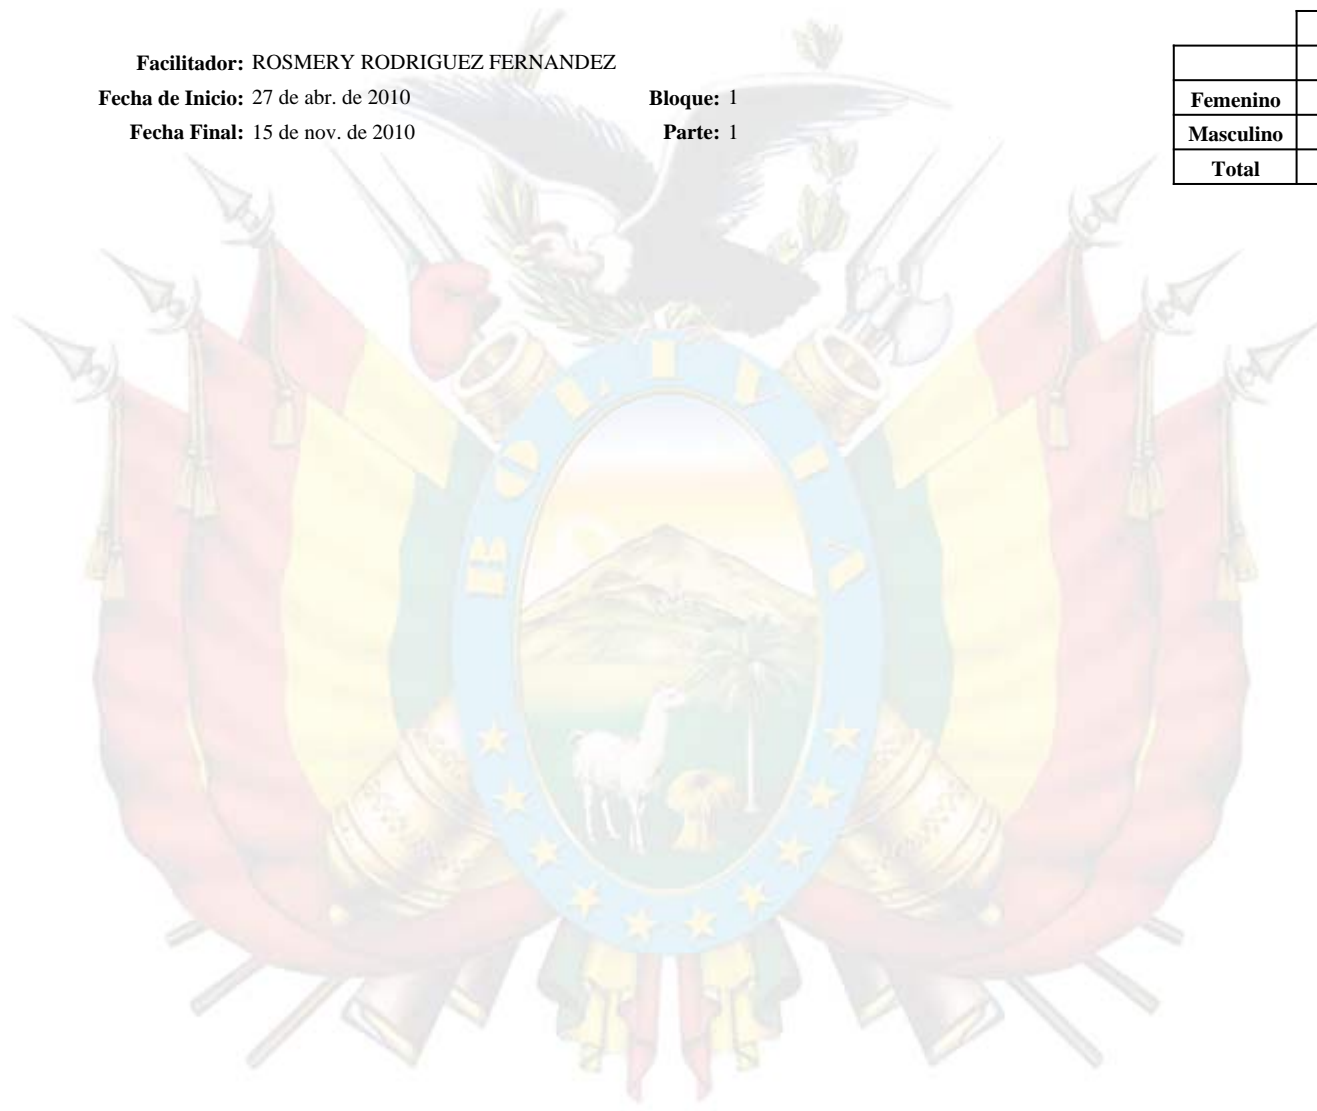 Facilitador: ROSMERY RODRIGUEZ FERNANDEZ
Fecha de Inicio: 27 de abr. de 2010 Bloque: 1
Fecha Final: 15 de nov. de 2010 Parte: 1
Femenino
Masculino
Total
BOLIVIA